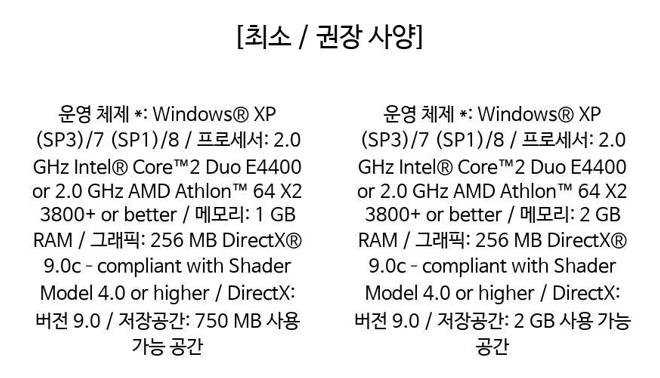 [최소 / 권장 사양]
운영 체제 *: Windows® XP
(SP3)/7 (SP1)/8 / 프로세서: 2.0
GHz Intel® Core™2 Duo E4400
or 2.0 GHz AMD Athlon™ 64 X2
3800+ or better / 메모리: 1 GB
RAM / 그래픽: 256 MB DirectX®
9.0c - compliant with Shader
Model 4.0 or higher / DirectX:
버전 9.0 / 저장공간: 750 MB 사용
가능 공간
운영 체제 *: Windows® XP
(SP3)/7 (SP1)/8 / 프로세서: 2.0
GHz Intel® Core™2 Duo E4400
or 2.0 GHz AMD Athlon™ 64 X2
3800+ or better / 메모리: 2 GB
RAM / 그래픽: 256 MB DirectX®
9.0c - compliant with Shader
Model 4.0 or higher / DirectX:
버전 9.0 / 저장공간: 2 GB 사용 가능
공간